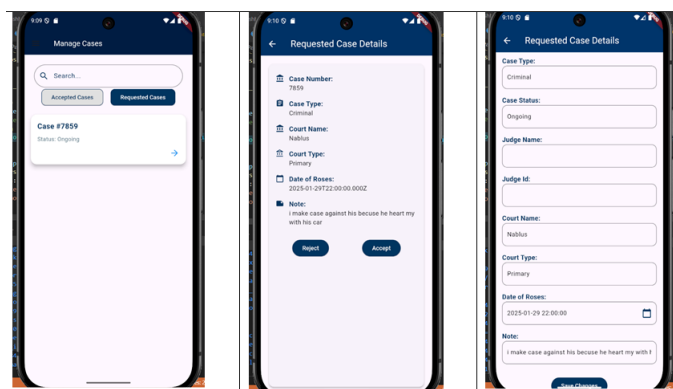 9:09
Manage Cases
Search...
Accepted Cases
Requested Cases
Case #7859
Status: Ongoing
9:10
Requested Case Details
Case Number:
7859
Case Type:
Criminal
Court Name:
Nablus
Court Type:
Primary
Date of Roses:
2025-01-29T22:00:00.000Z
Note:
i make case against his becuse he heart my
with his car
Reject
Accept
9:10
Requested Case Details
Case Type:
Criminal
Case Status:
Ongoing
Judge Name:
Judge Id:
Court Name:
Nablus
Court Type:
Primary
Date of Roses:
2025-01-29 22:00:00
Note:
i make case against his becuse he heart my with h
Save Changes